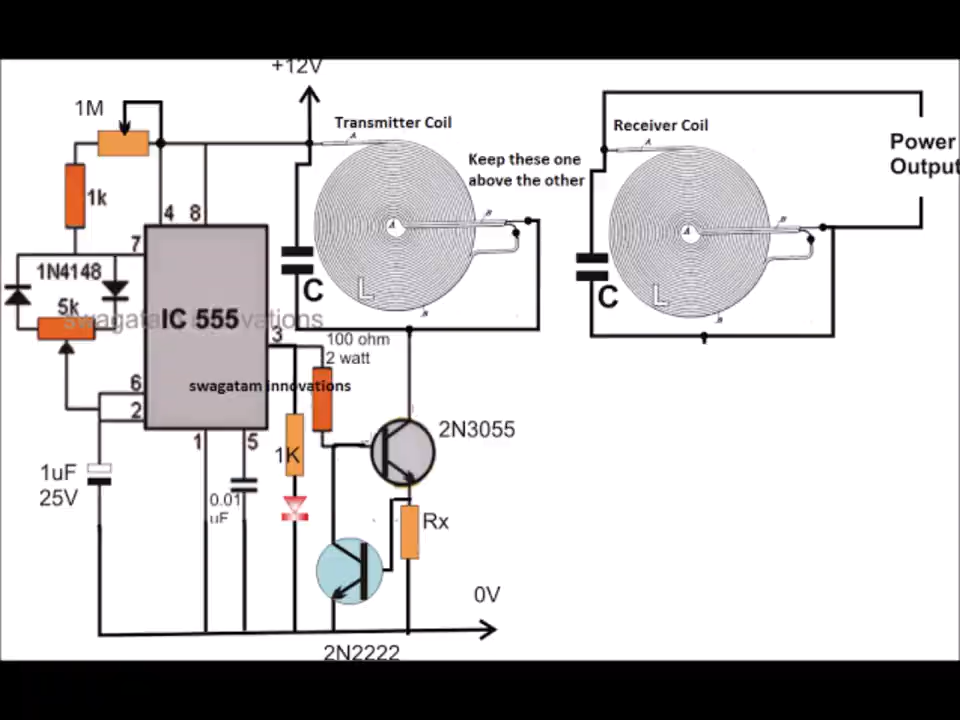 +12V
1M
Transmitter Coil
Receiver Coil
A
A
Keep these one
above the other
Power
Output
1k
4
8
B
B
A
A
7
1N4148
C
L
C
L
5k
IC 555
swagatam innovations
B
B
3
100 ohm
2 watt
6
swagatam innovations
2
2N3055
1
5
1K
1uF
25V
0.01
uF
Rx
0V
2N2222